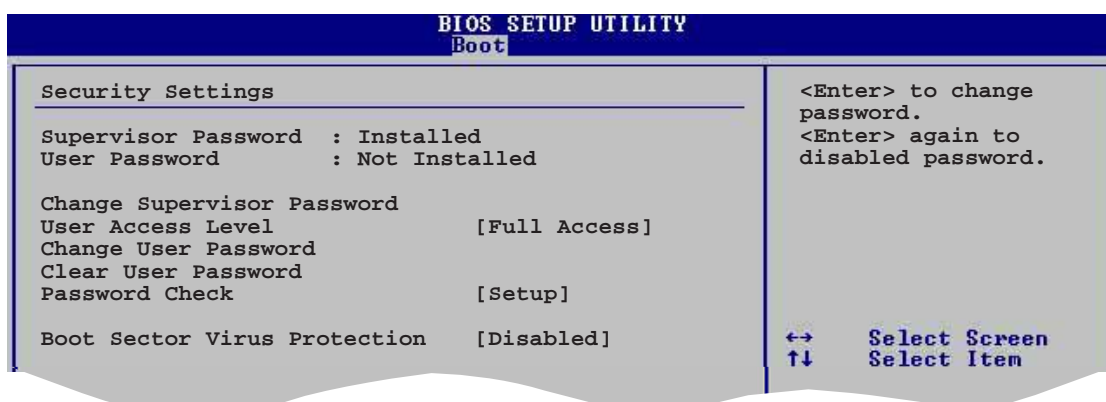 BIOS SETUP UTILITY
Boot
Security Settings
Supervisor Password : Installed
User Password : Not Installed
Change Supervisor Password
User Access Level [Full Access]
Change User Password
Clear User Password
Password Check [Setup]
Boot Sector Virus Protection [Disabled]
<Enter> to change
password.
<Enter> again to
disabled password.
←→ Select Screen
↑↓ Select Item